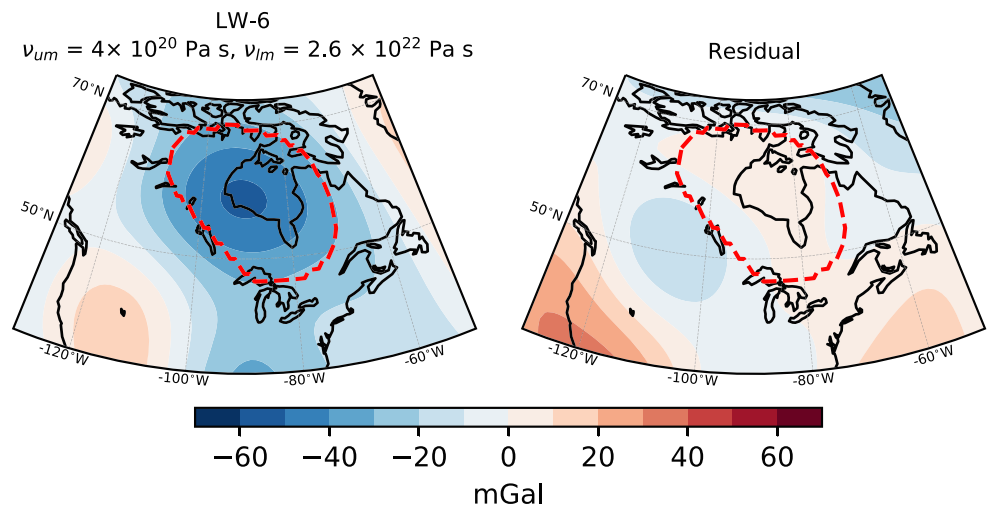 LW-6
ν_um = 4× 10^20 Pa s, ν_lm = 2.6 × 10^22 Pa s
Residual
70°N
50°N
-120°W
-100°W
-80°W
-60°W
70°N
50°N
-120°W
-100°W
-80°W
-60°W
−60 −40 −20 0 20 40 60
mGal